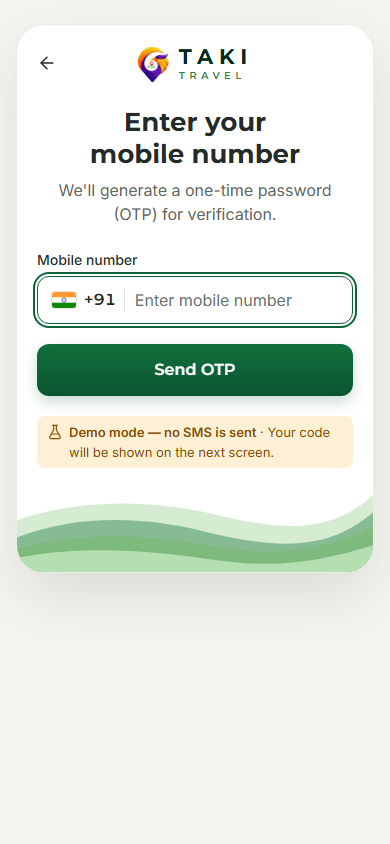 TAKI
TRAVEL
Enter your
mobile number
We'll generate a one-time password
(OTP) for verification.
Mobile number
+91 Enter mobile number
Send OTP
Demo mode — no SMS is sent · Your code
will be shown on the next screen.